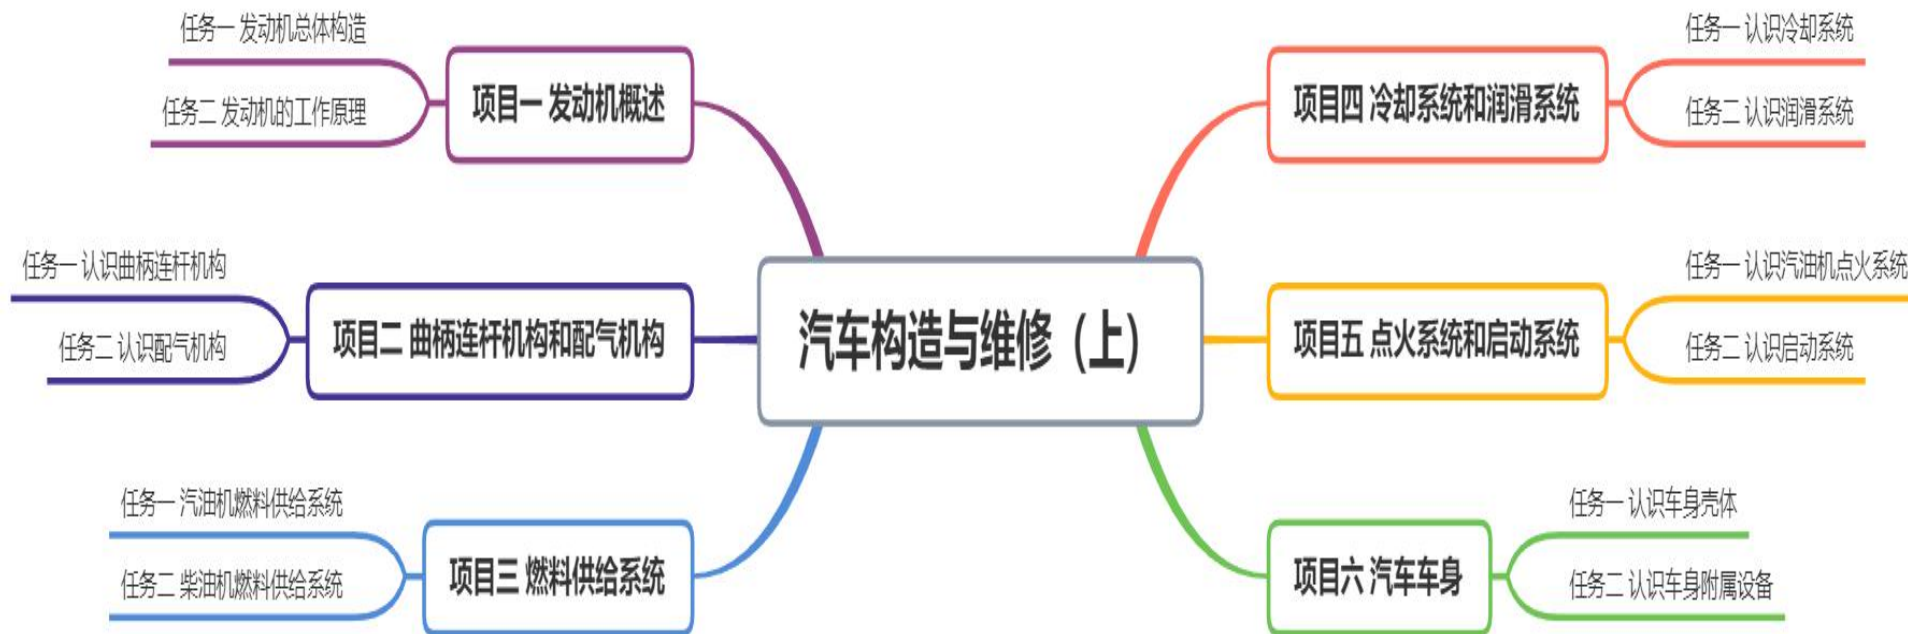 汽车构造与维修（上）
项目一 发动机概述
任务一 发动机总体构造
任务二 发动机的工作原理
项目二 曲柄连杆机构和配气机构
任务一 认识曲柄连杆机构
任务二 认识配气机构
项目三 燃料供给系统
任务一 汽油机燃料供给系统
任务二 柴油机燃料供给系统
项目四 冷却系统和润滑系统
任务一 认识冷却系统
任务二 认识润滑系统
项目五 点火系统和启动系统
任务一 认识汽油机点火系统
任务二 认识启动系统
项目六 汽车车身
任务一 认识车身壳体
任务二 认识车身附属设备